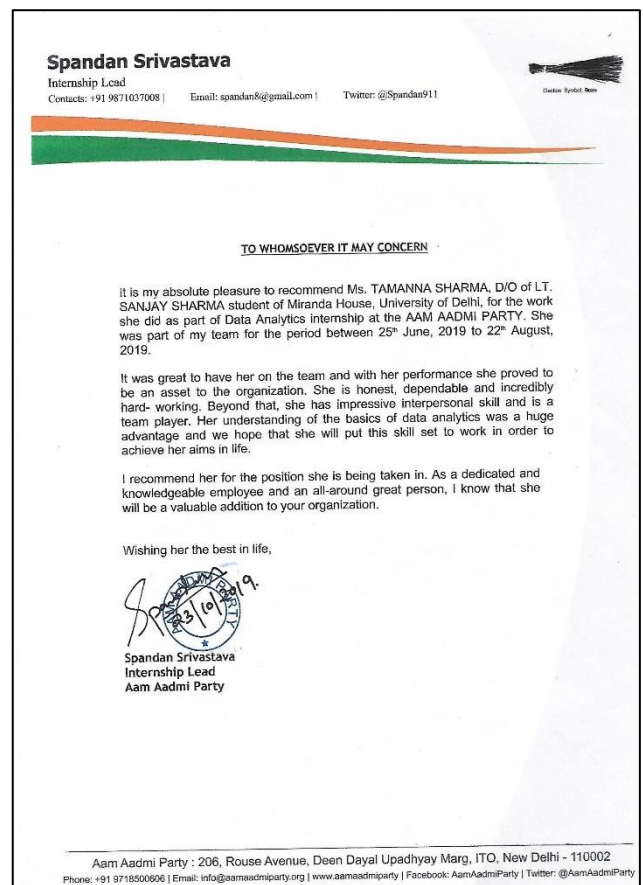 Spandan Srivastava
Internship Lead
Contacts: +91 9871037008 | Email: spandan8@gmail.com | Twitter: @Spandan911
Election Symbol Broom
TO WHOMSOEVER IT MAY CONCERN
It is my absolute pleasure to recommend Ms. TAMANNA SHARMA, D/O of LT.
SANJAY SHARMA student of Miranda House, University of Delhi, for the work
she did as part of Data Analytics internship at the AAM AADMI PARTY. She
was part of my team for the period between 25th June, 2019 to 22th August,
2019.
It was great to have her on the team and with her performance she proved to
be an asset to the organization. She is honest, dependable and incredibly
hard- working. Beyond that, she has impressive interpersonal skill and is a
team player. Her understanding of the basics of data analytics was a huge
advantage and we hope that she will put this skill set to work in order to
achieve her aims in life.
I recommend her for the position she is being taken in. As a dedicated and
knowledgeable employee and an all-around great person, I know that she
will be a valuable addition to your organization.
Wishing her the best in life,
AAM AADMI PARTY
23/10/2019.
Spandan Srivastava
Internship Lead
Aam Aadmi Party
Aam Aadmi Party : 206, Rouse Avenue, Deen Dayal Upadhyay Marg, ITO, New Delhi - 110002
Phone: +91 9718500606 | Email: info@aamaadmiparty.org | www.aamaadmiparty | Facebook: AamAadmiParty | Twitter: @AamAadmiParty